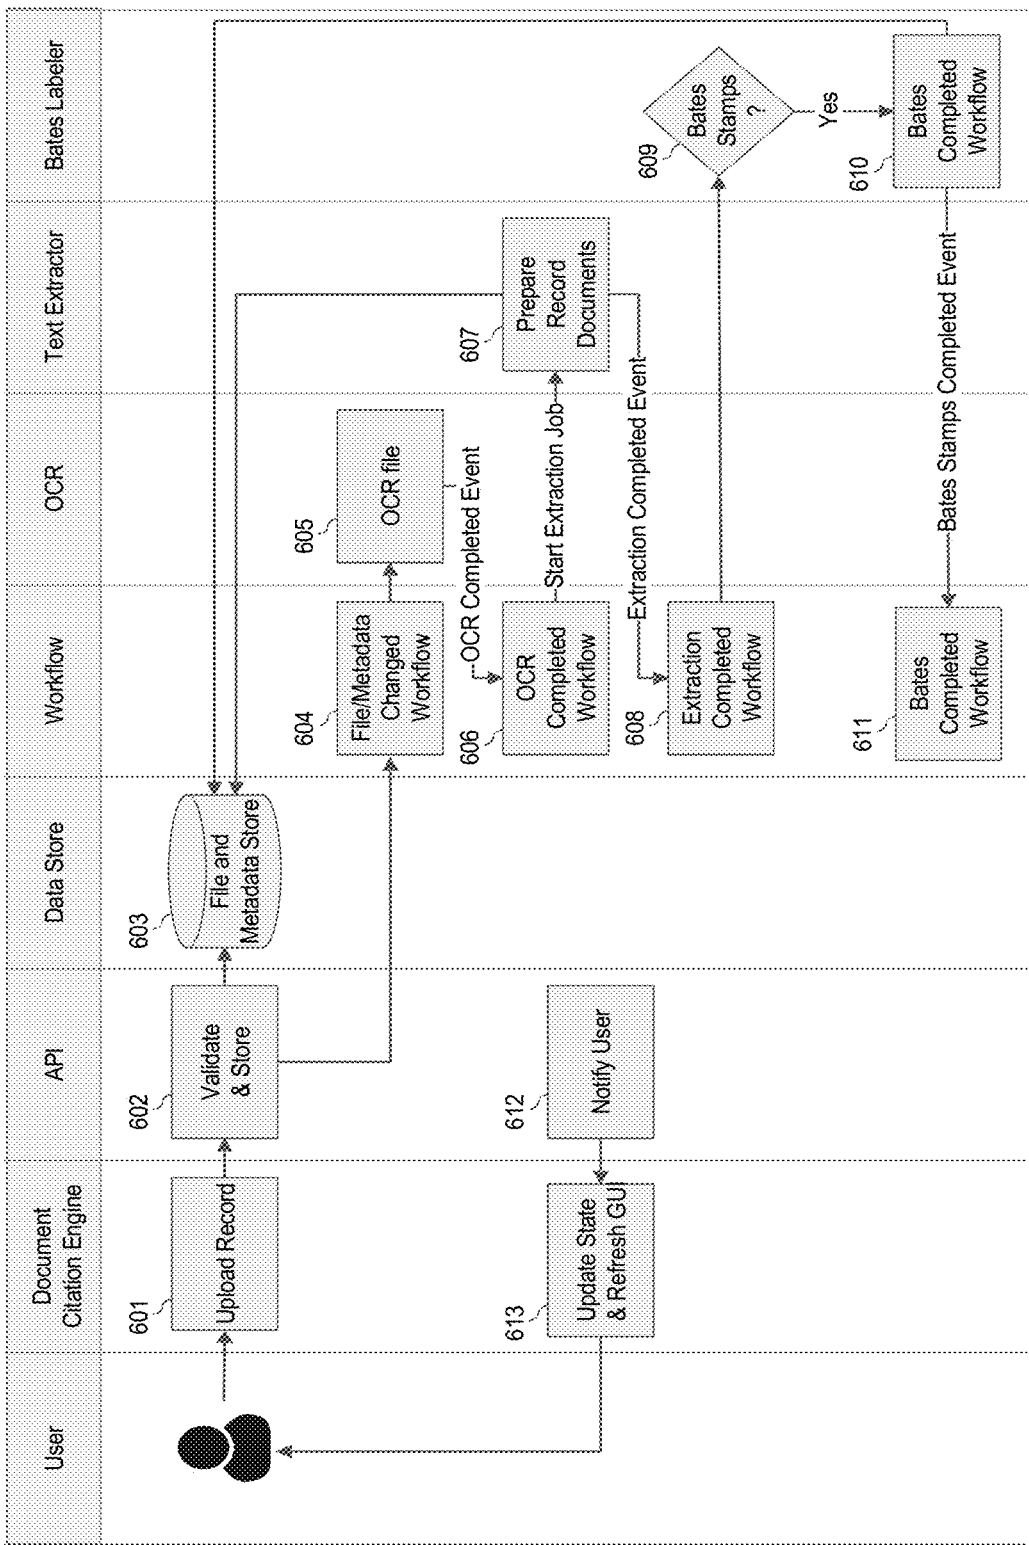 User
Document
Citation Engine
API
Data Store
Workflow
OCR
Text Extractor
Bates Labeler
601
Upload Record
602
Validate
& Store
603
File and
Metadata Store
604
File/Metadata
Changed
Workflow
605
OCR file
OCR Completed Event
606
OCR
Completed
Workflow
Start Extraction Job
607
Prepare
Record
Documents
Extraction Completed Event
608
Extraction
Completed
Workflow
609
Bates
Stamps
?
Yes
610
Bates
Completed
Workflow
Bates Stamps Completed Event
611
Bates
Completed
Workflow
612
Notify User
613
Update State
& Refresh GUI